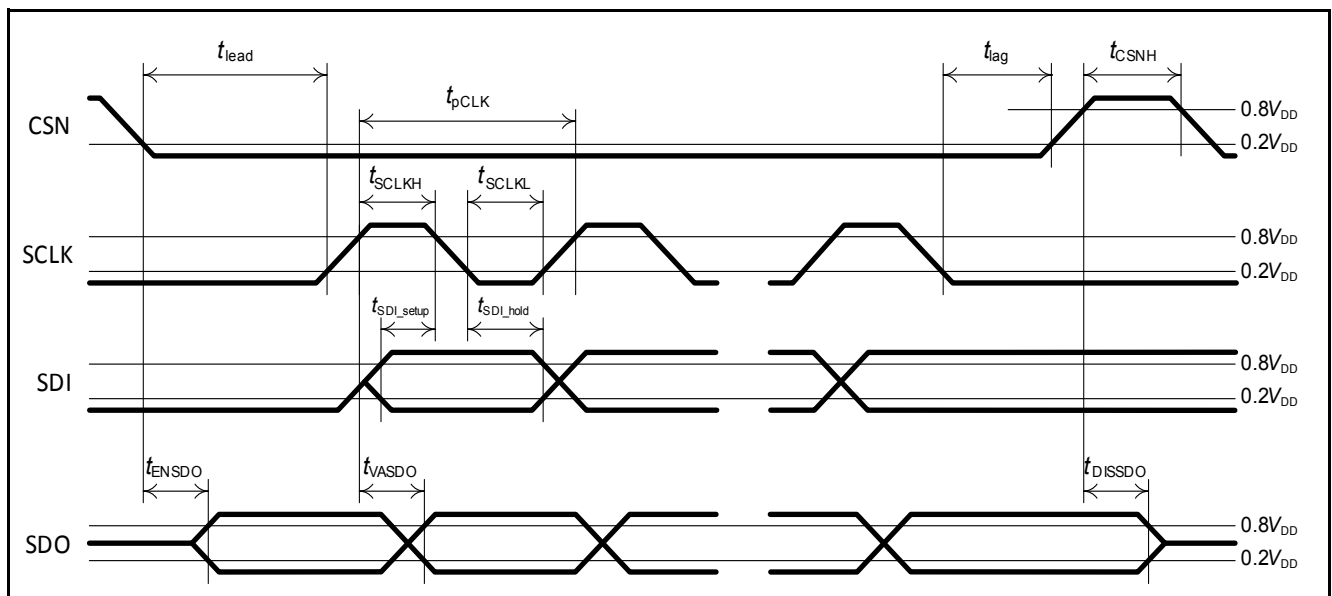 tlead
tlag
tCSNH
tpCLK
CSN
0.8VDD
0.2VDD
tSCLKH
tSCLKL
SCLK
0.8VDD
0.2VDD
tSDI_setup
tSDI_hold
SDI
0.8VDD
0.2VDD
tENSDO
tVASDO
tDISSDO
SDO
0.8VDD
0.2VDD